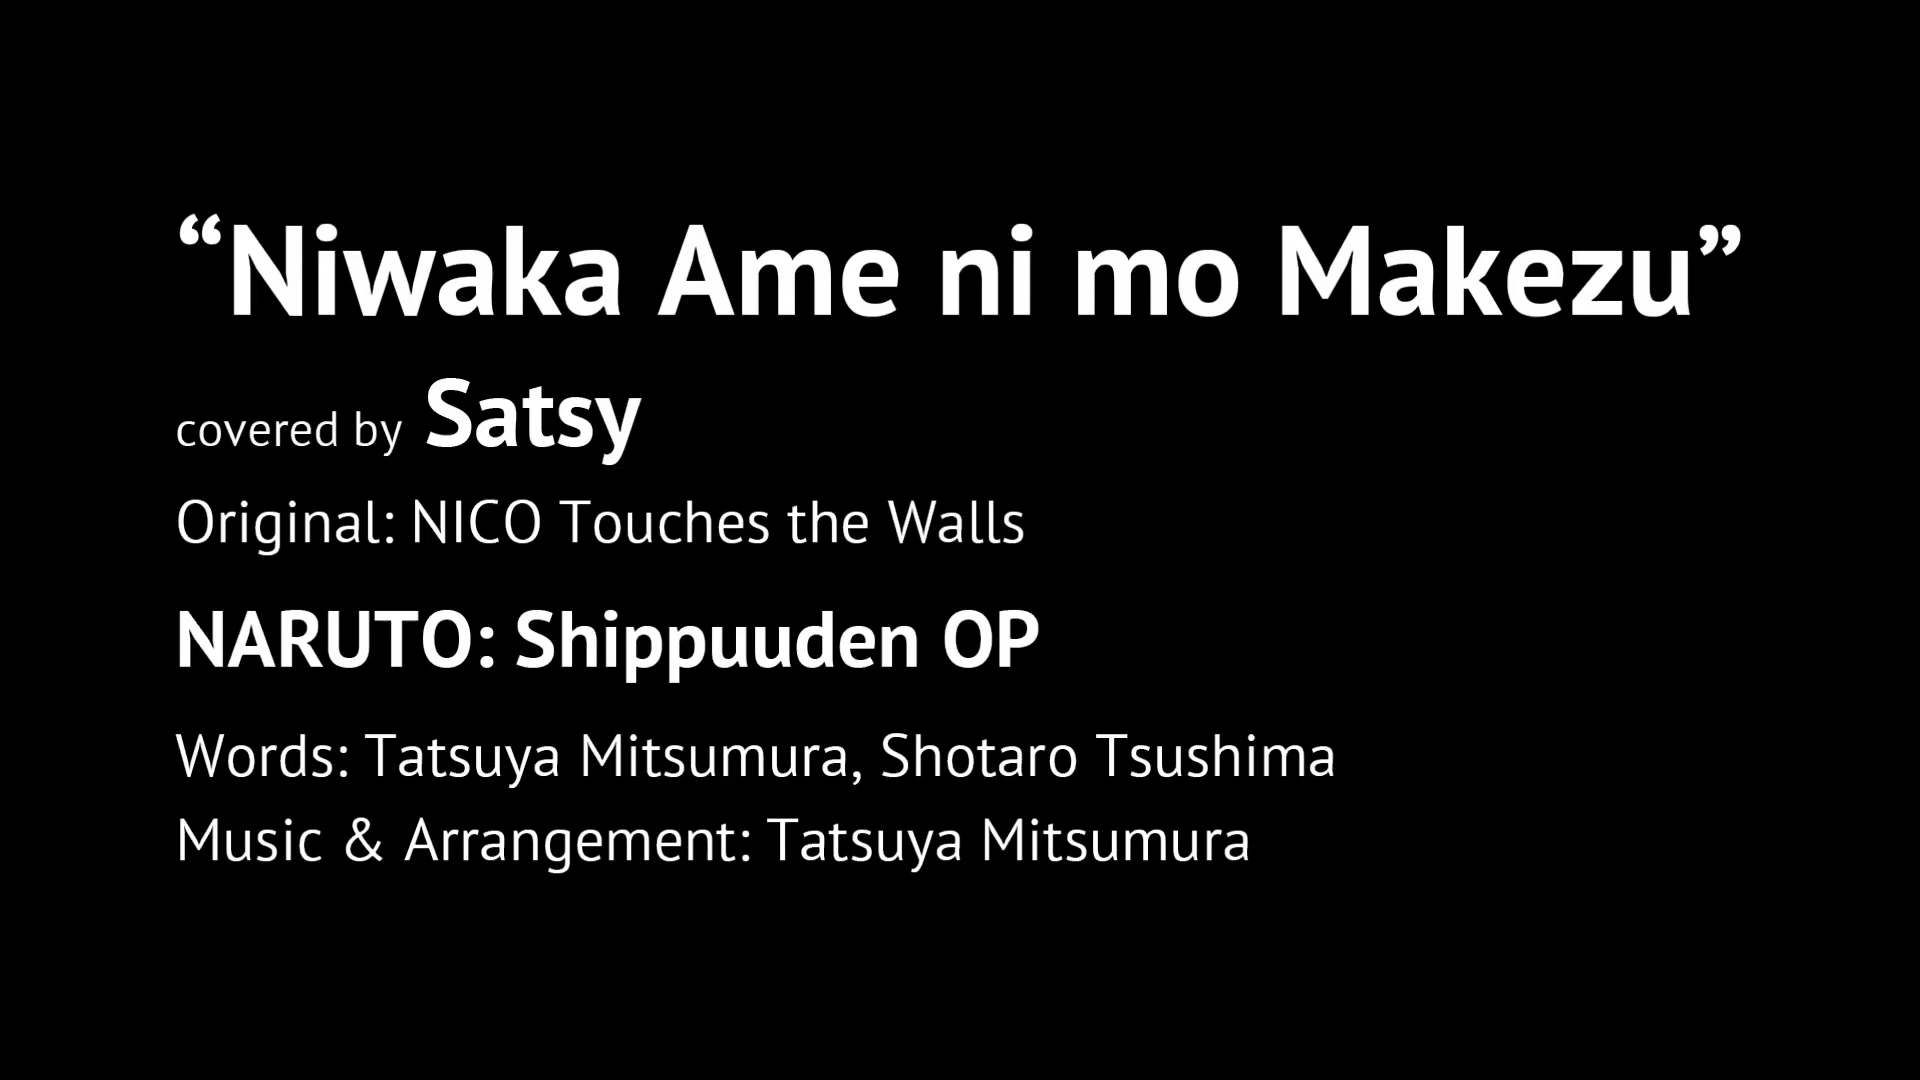 “Niwaka Ame ni mo Makezu”
covered by Satsy
Original: NICO Touches the Walls
NARUTO: Shippuuden OP
Words: Tatsuya Mitsumura, Shotaro Tsushima
Music & Arrangement: Tatsuya Mitsumura